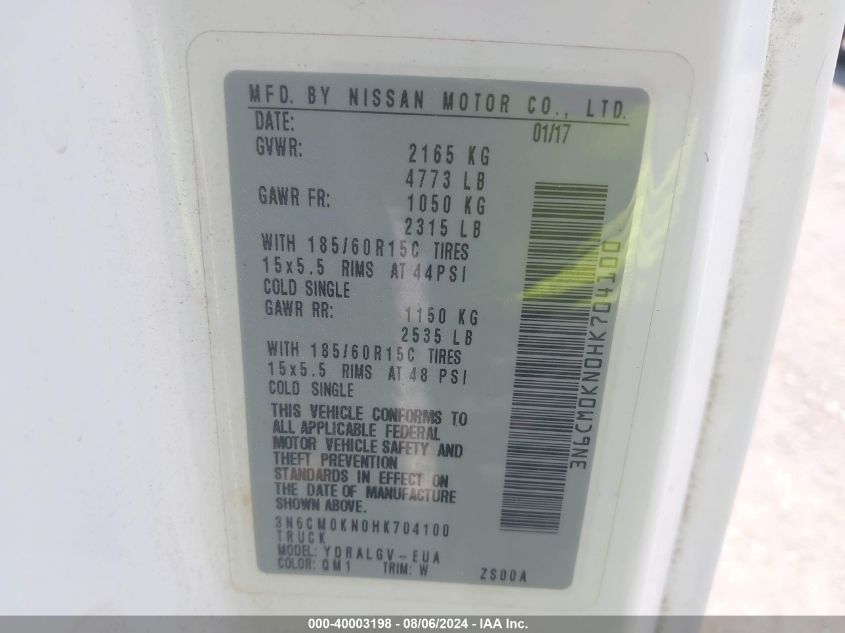 MFD. BY NISSAN MOTOR CO., LTD.
DATE: 01/17
GVWR: 2165 KG
4773 LB
GAWR FR: 1050 KG
2315 LB
WITH 185/60R15C TIRES
15x5.5 RIMS AT 44PSI
COLD SINGLE
GAWR RR: 1150 KG
2535 LB
WITH 185/60R15C TIRES
15x5.5 RIMS AT 48 PSI
COLD SINGLE
THIS VEHICLE CONFORMS TO
ALL APPLICABLE FEDERAL
MOTOR VEHICLE SAFETY AND
THEFT PREVENTION
STANDARDS IN EFFECT ON
THE DATE OF MANUFACTURE
SHOWN ABOVE.
3N6CM0KN0HK704100
TRUCK
MODEL: YDRALGV-EUA
COLOR: QM1 TRIM: W ZS00A
3N6CM0KN0HK704100
000-40003198 - 08/06/2024 - IAA Inc.